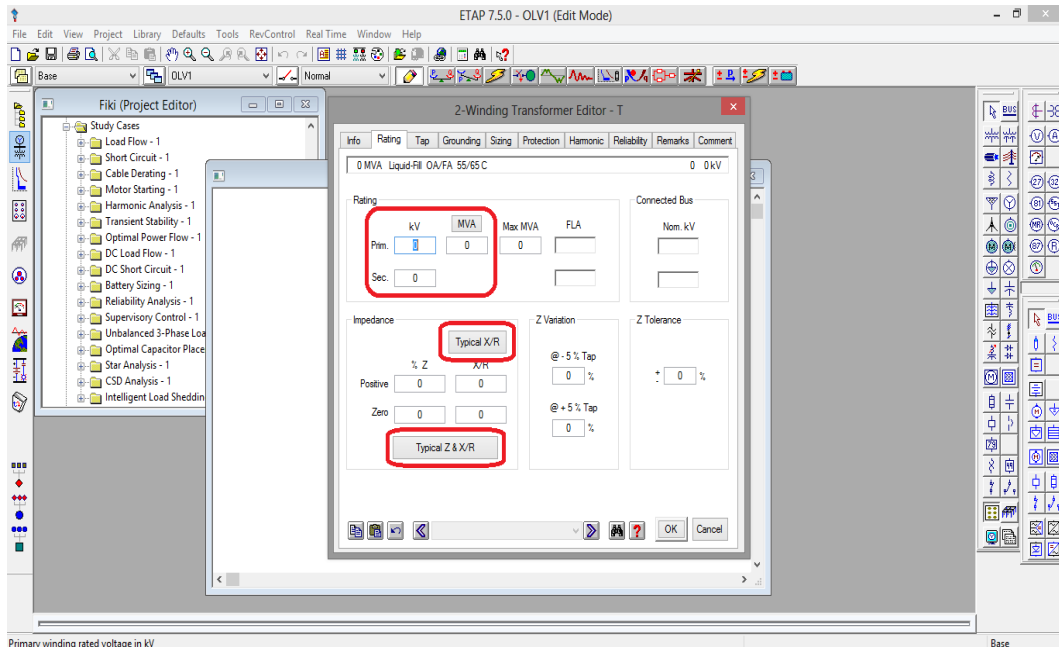 ETAP 7.5.0 - OLV1 (Edit Mode)
File Edit View Project Library Defaults Tools RevControl Real Time Window Help
Base OLV1 Normal
Fiki (Project Editor)
Study Cases
Load Flow - 1
Short Circuit - 1
Cable Derating - 1
Motor Starting - 1
Harmonic Analysis - 1
Transient Stability - 1
Optimal Power Flow - 1
DC Load Flow - 1
DC Short Circuit - 1
Battery Sizing - 1
Reliability Analysis - 1
Supervisory Control - 1
Unbalanced 3-Phase Loa
Optimal Capacitor Place
Star Analysis - 1
CSD Analysis - 1
Intelligent Load Sheddin
2-Winding Transformer Editor - T
Info Rating Tap Grounding Sizing Protection Harmonic Reliability Remarks Comment
0 MVA Liquid-Fill OA/FA 55/65 C 0 0 kV
Rating
kV MVA Max MVA FLA
Prim. 0 0 0
Sec. 0
Connected Bus
Nom. kV
Impedance
Typical X/R
% Z X/R
Positive 0 0
Zero 0 0
Typical Z & X/R
Z Variation
@ - 5 % Tap
0 %
@ + 5 % Tap
0 %
Z Tolerance
± 0 %
OK Cancel
BUS
BUS
Primary winding rated voltage in kV
Base